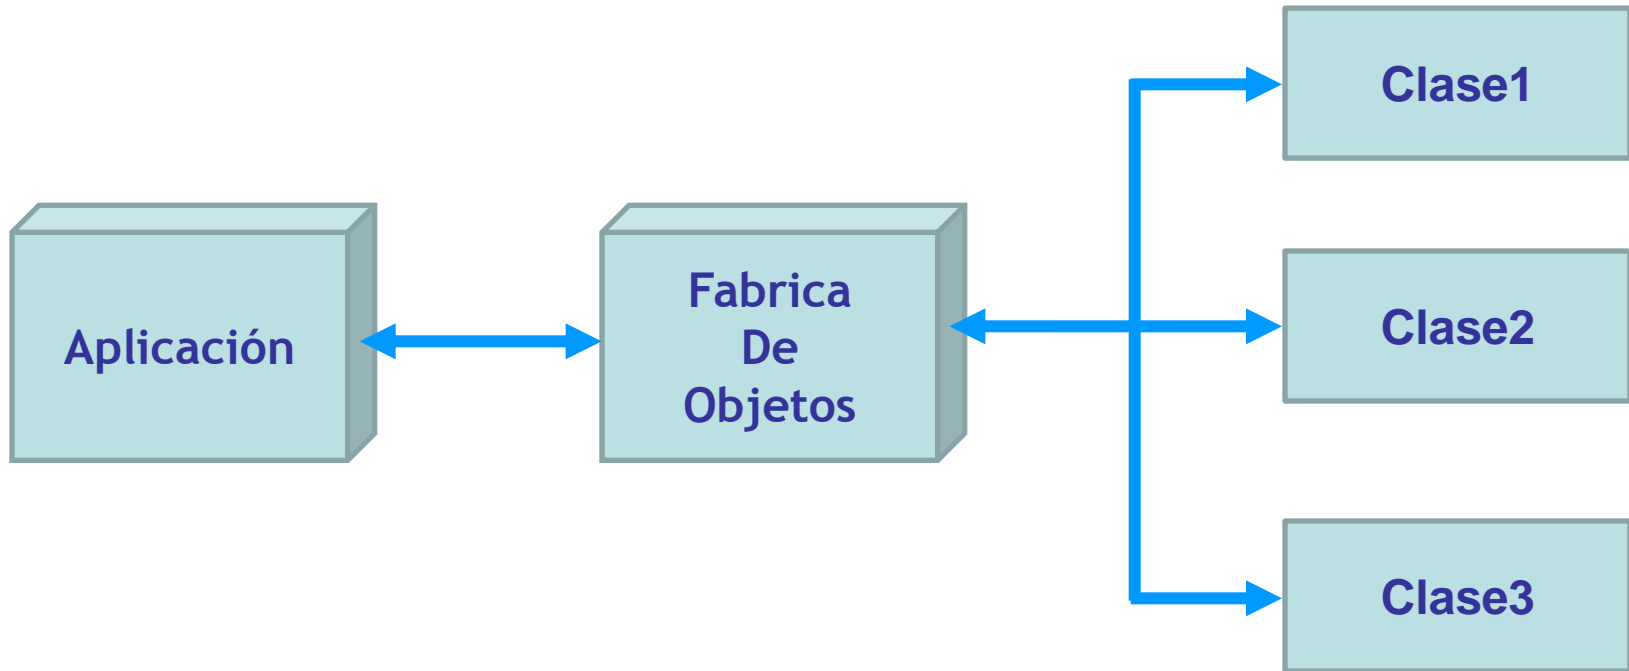 Aplicación
Fabrica
De
Objetos
Clase1
Clase2
Clase3